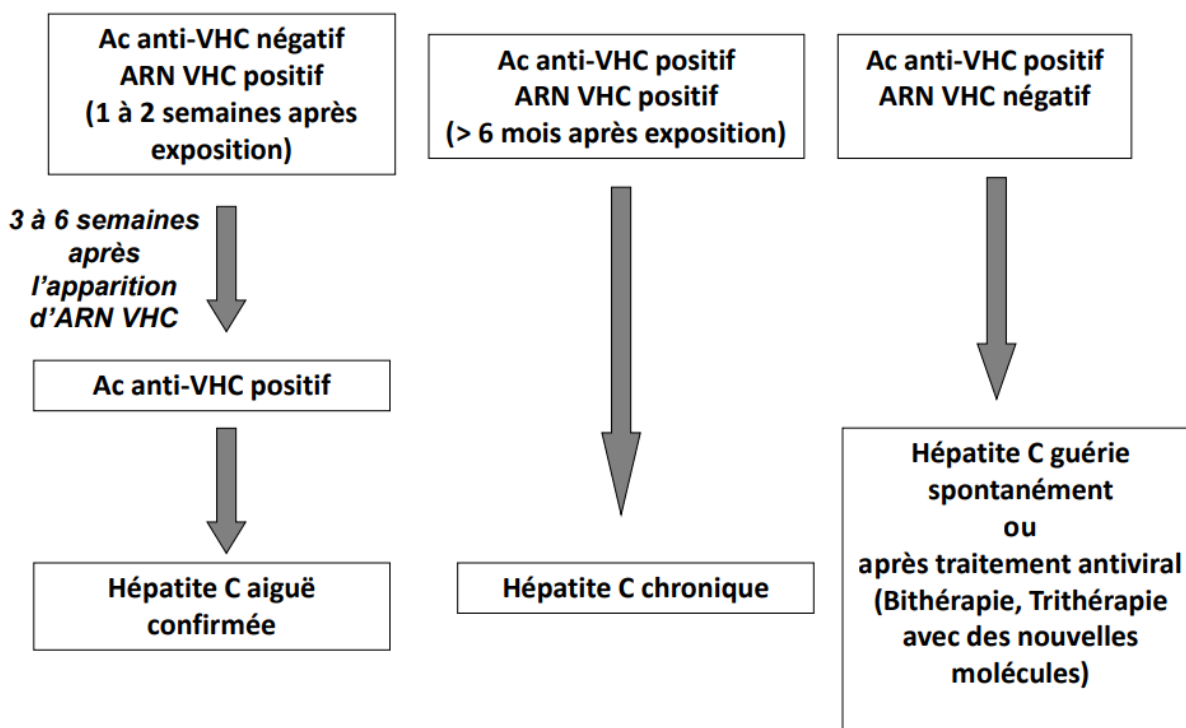 Ac anti-VHC négatif
ARN VHC positif
(1 à 2 semaines après
exposition)
3 à 6 semaines
après
l’apparition
d’ARN VHC
Ac anti-VHC positif
Hépatite C aiguë
confirmée
Ac anti-VHC positif
ARN VHC positif
(> 6 mois après exposition)
Hépatite C chronique
Ac anti-VHC positif
ARN VHC négatif
Hépatite C guérie
spontanément
ou
après traitement antiviral
(Bithérapie, Trithérapie
avec des nouvelles
molécules)